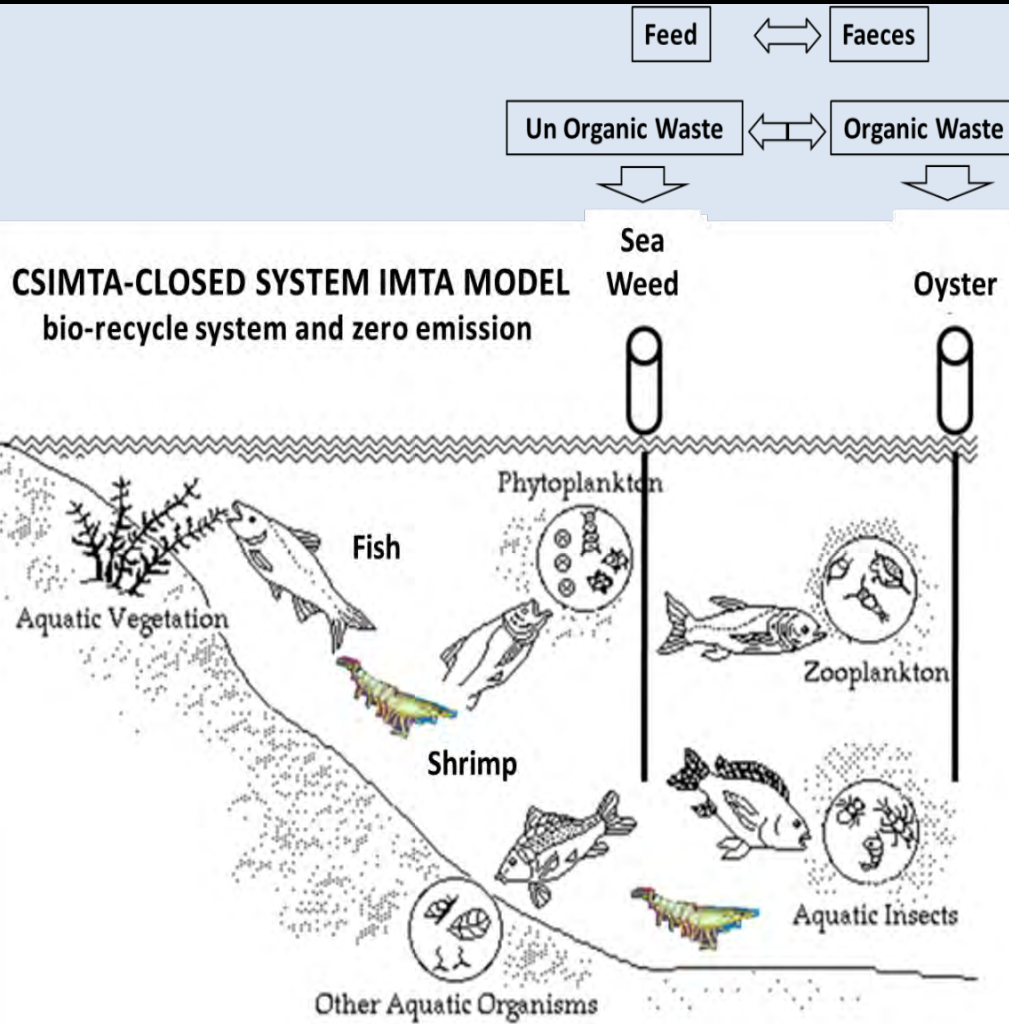 Feed
Faeces
Un Organic Waste
Organic Waste
Sea
Weed
Oyster
CSIMTA-CLOSED SYSTEM IMTA MODEL
bio-recycle system and zero emission
Phytoplankton
Fish
Aquatic Vegetation
Zooplankton
Shrimp
Aquatic Insects
Other Aquatic Organisms